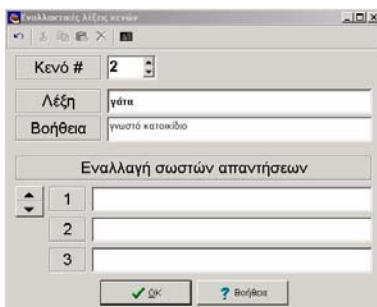 Εναλλακτικές λέξεις κενών
Κενό # 2
Λέξη γάτα
Βοήθεια γνωστό κατοικίδιο
Εναλλαγή σωστών απαντήσεων
1
2
3
OK Βοήθεια